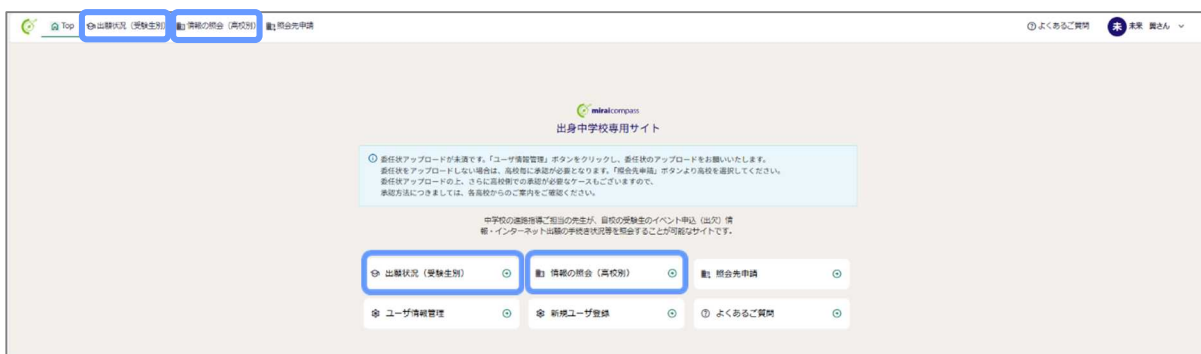 Top 出願状況（受験生別） 情報の照会（高校別） 照会先申請 よくあるご質問 未 未来 翼さん
miraicompass
出身中学校専用サイト
委任状アップロードが未済です。「ユーザ情報管理」ボタンをクリックし、委任状のアップロードをお願いいたします。
委任状をアップロードしない場合は、高校毎に承認が必要となります。「照会先申請」ボタンより高校を選択してください。
委任状アップロードの上、さらに高校側での承認が必要なケースもございますので、
承認方法につきましては、各高校からのご案内をご確認ください。
中学校の進路指導ご担当の先生が、自校の受験生のイベント申込（出欠）情
報・インターネット出願の手続き状況等を照会することが可能なサイトです。
出願状況（受験生別） 情報の照会（高校別） 照会先申請
ユーザ情報管理 新規ユーザ登録 よくあるご質問